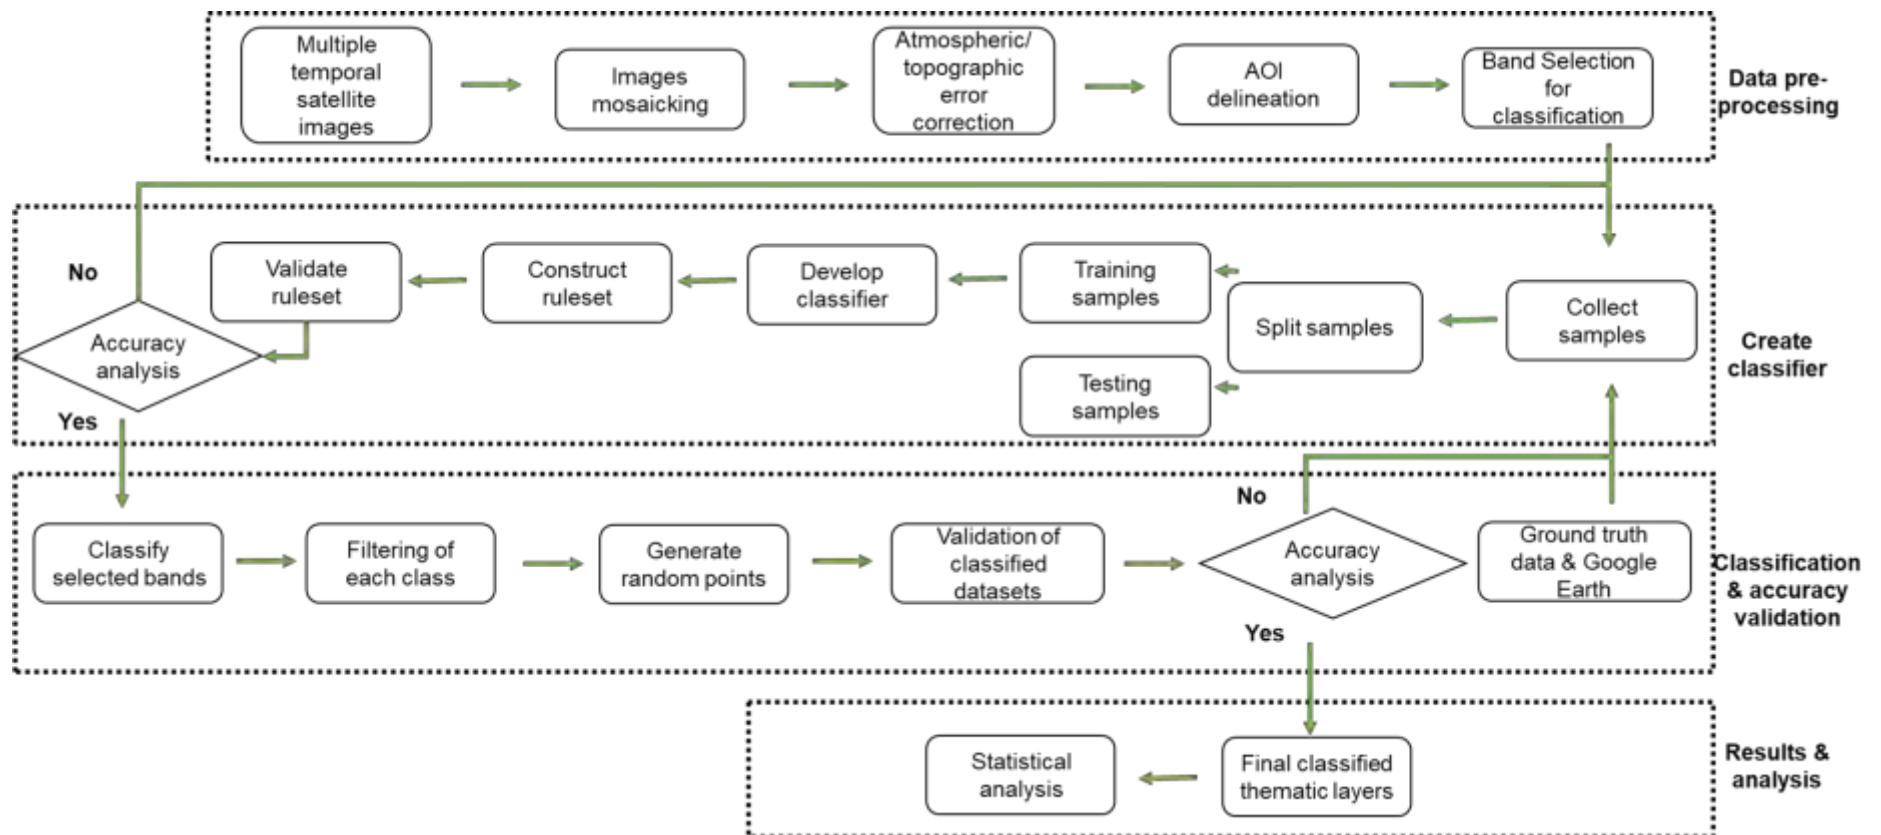 Multiple
temporal
satellite
images
Images
mosaicking
Atmospheric/
topographic
error
correction
AOI
delineation
Band Selection
for
classification
Data pre-
processing
No
Validate
ruleset
Construct
ruleset
Develop
classifier
Training
samples
Split samples
Collect
samples
Accuracy
analysis
Testing
samples
Create
classifier
Yes
Classify
selected bands
Filtering of
each class
Generate
random points
Validation of
classified
datasets
No
Accuracy
analysis
Ground truth
data & Google
Earth
Classification
& accuracy
validation
Yes
Statistical
analysis
Final classified
thematic layers
Results &
analysis